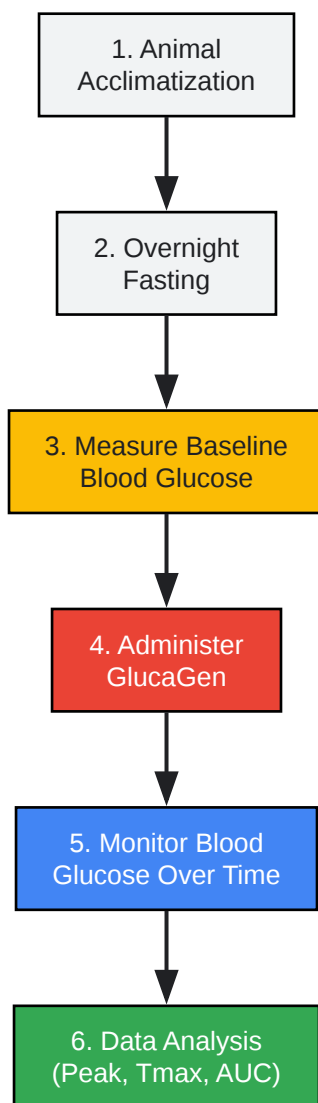 1. Animal
Acclimatization
2. Overnight
Fasting
3. Measure Baseline
Blood Glucose
4. Administer
GlucaGen
5. Monitor Blood
Glucose Over Time
6. Data Analysis
(Peak, Tmax, AUC)